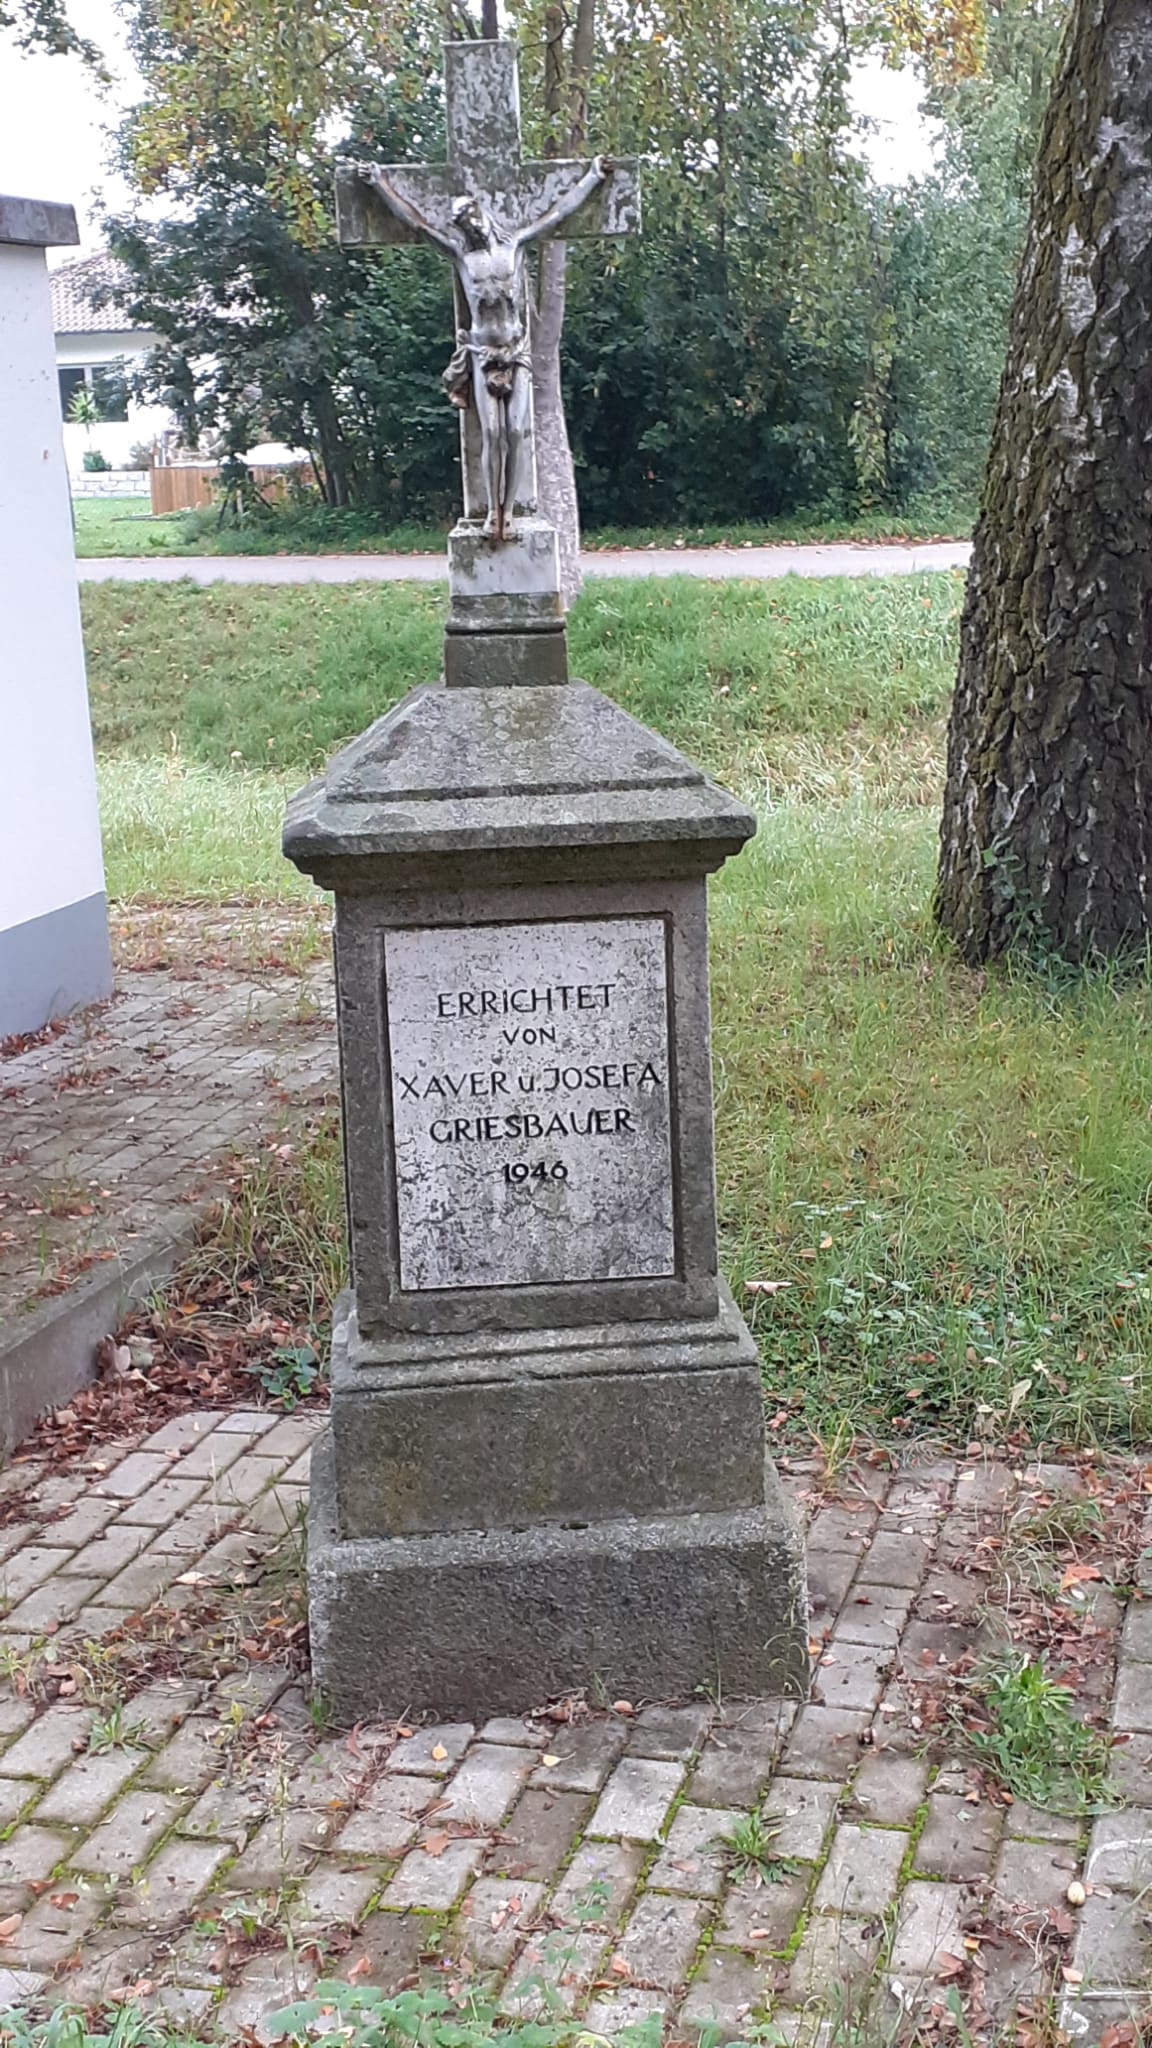 ERRICHTET
VON
XAVER u. JOSEFA
GRIESBAUER
1946